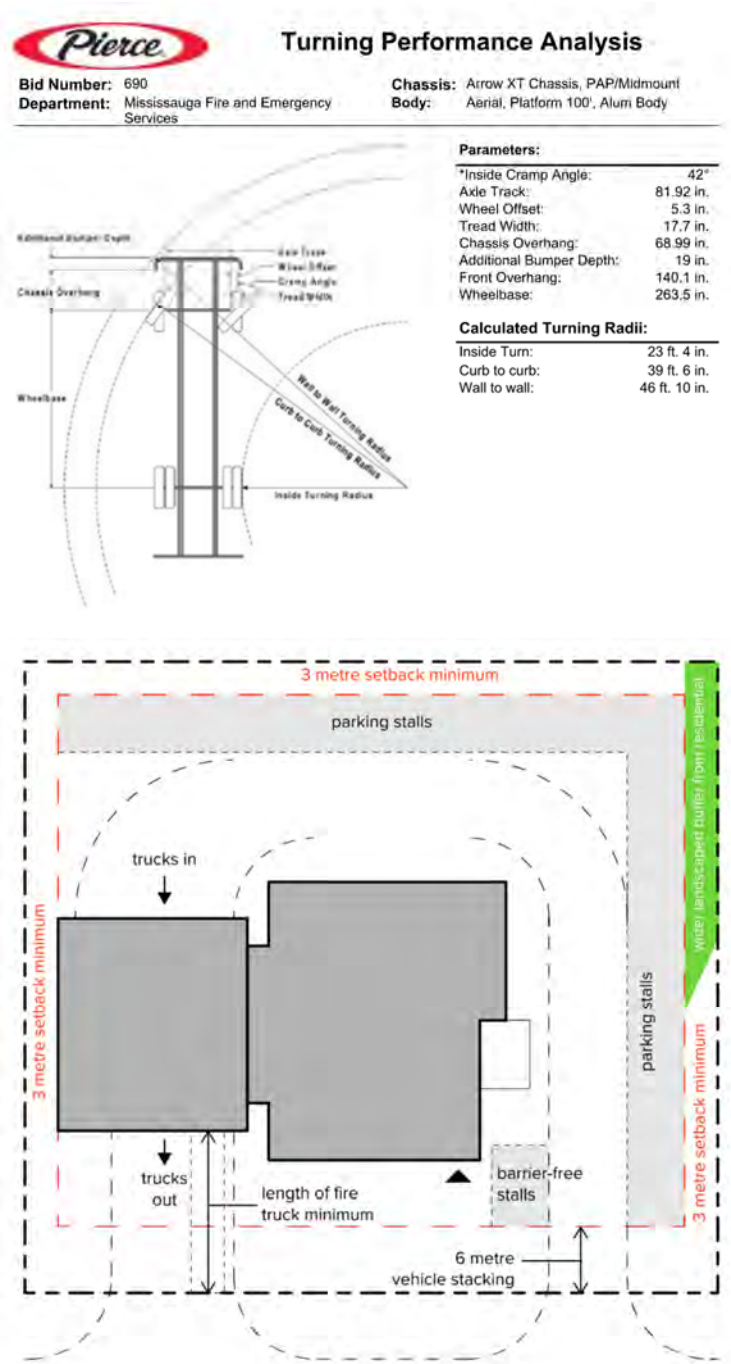 Pierce
Turning Performance Analysis
Bid Number: 690
Chassis: Arrow XT Chassis, PAP/Midmount
Department: Mississauga Fire and Emergency
Services
Body: Aerial, Platform 100', Alum Body
Parameters:
*Inside Cramp Angle: 42°
Axle Track: 81.92 in.
Wheel Offset: 5.3 in.
Tread Width: 17.7 in.
Chassis Overhang: 68.99 in.
Additional Bumper Depth: 19 in.
Front Overhang: 140.1 in.
Wheelbase: 263.5 in.
Calculated Turning Radii:
Inside Turn: 23 ft. 4 in.
Curb to curb: 39 ft. 6 in.
Wall to wall: 46 ft. 10 in.
Additional Bumper Depth
Axle Track
Wheel Offset
Cramp Angle
Tread Width
Chassis Overhang
Wheelbase
Wall to Wall Turning Radius
Curb to Curb Turning Radius
Inside Turning Radius
3 metre setback minimum
parking stalls
wider landscaped buffer from residential
trucks in
3 metre setback minimum
parking stalls
3 metre setback minimum
trucks
out
length of fire
truck minimum
barrier-free
stalls
6 metre
vehicle stacking